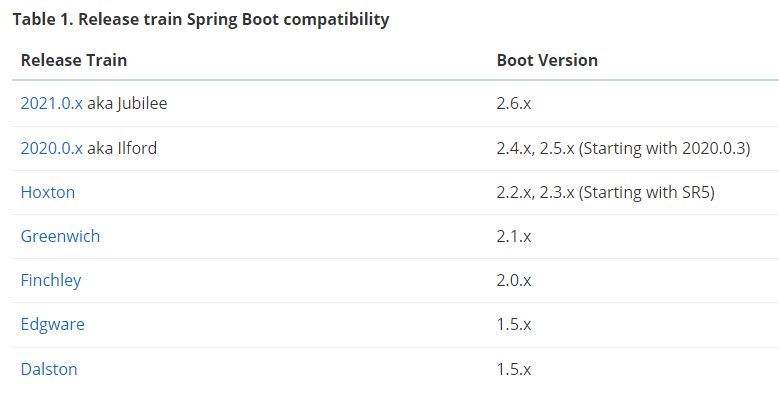 Table 1. Release train Spring Boot compatibility
Release Train Boot Version
2021.0.x aka Jubilee 2.6.x
2020.0.x aka Ilford 2.4.x, 2.5.x (Starting with 2020.0.3)
Hoxton 2.2.x, 2.3.x (Starting with SR5)
Greenwich 2.1.x
Finchley 2.0.x
Edgware 1.5.x
Dalston 1.5.x